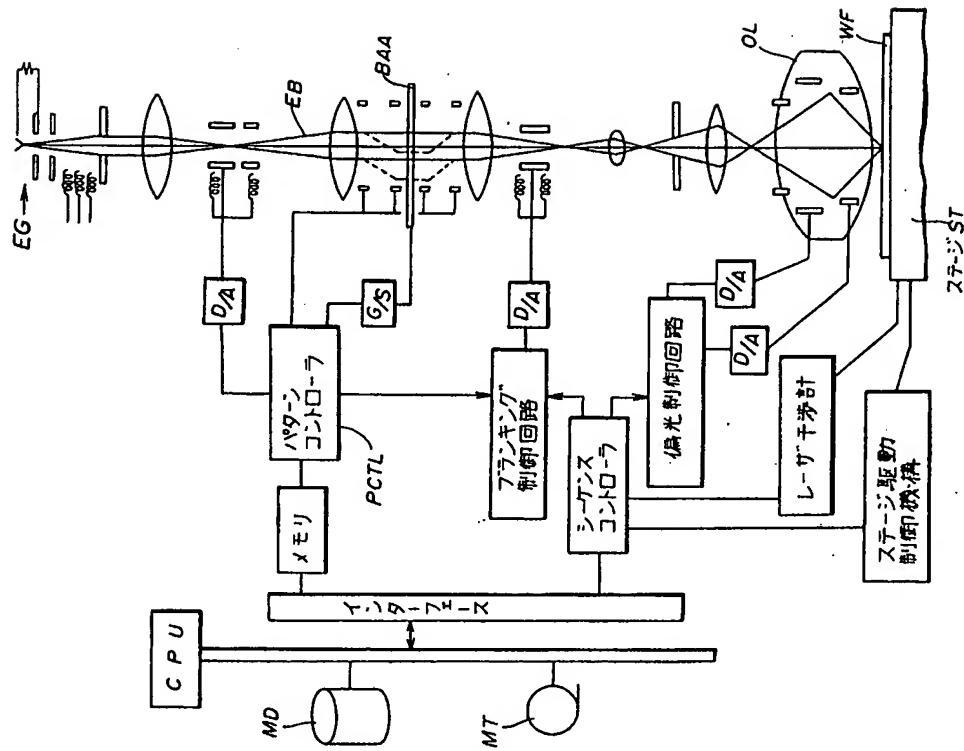 EG
EB
BAA
OL
WF
ステージST
D/A
G/S
D/A
D/A
D/A
パターン
コントローラ
PCTL
メモリ
ブランキング
制御回路
シーケンス
コントローラ
偏光制御回路
レーザ干渉計
ステージ駆動
制御機構
インターフェース
CPU
MD
MT